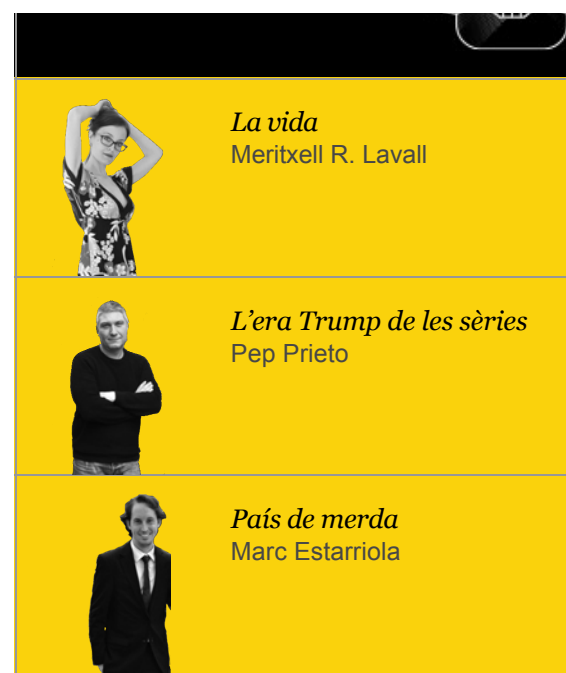 La vida
Meritxell R. Lavall
L’era Trump de les sèries
Pep Prieto
País de merda
Marc Estarriola